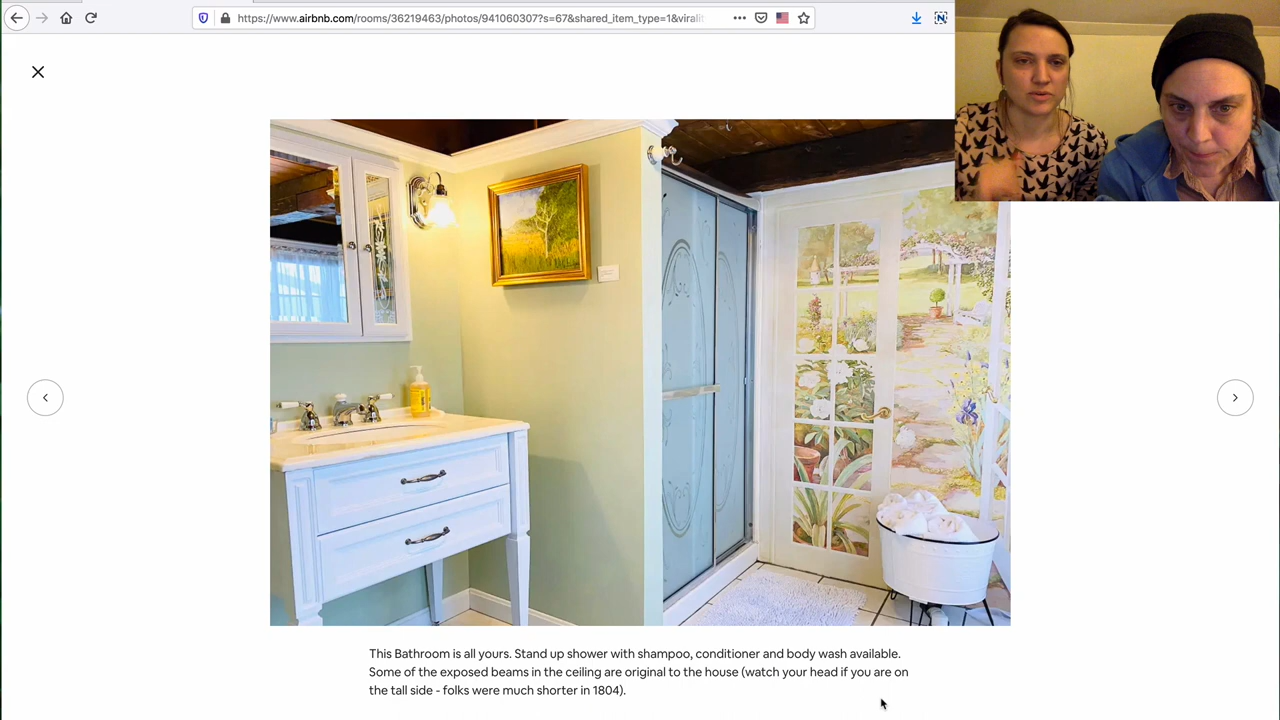 https://www.airbnb.com/rooms/36219463/photos/941060307?s=67&shared_item_type=1&virali
This Bathroom is all yours. Stand up shower with shampoo, conditioner and body wash available.
Some of the exposed beams in the ceiling are original to the house (watch your head if you are on
the tall side - folks were much shorter in 1804).